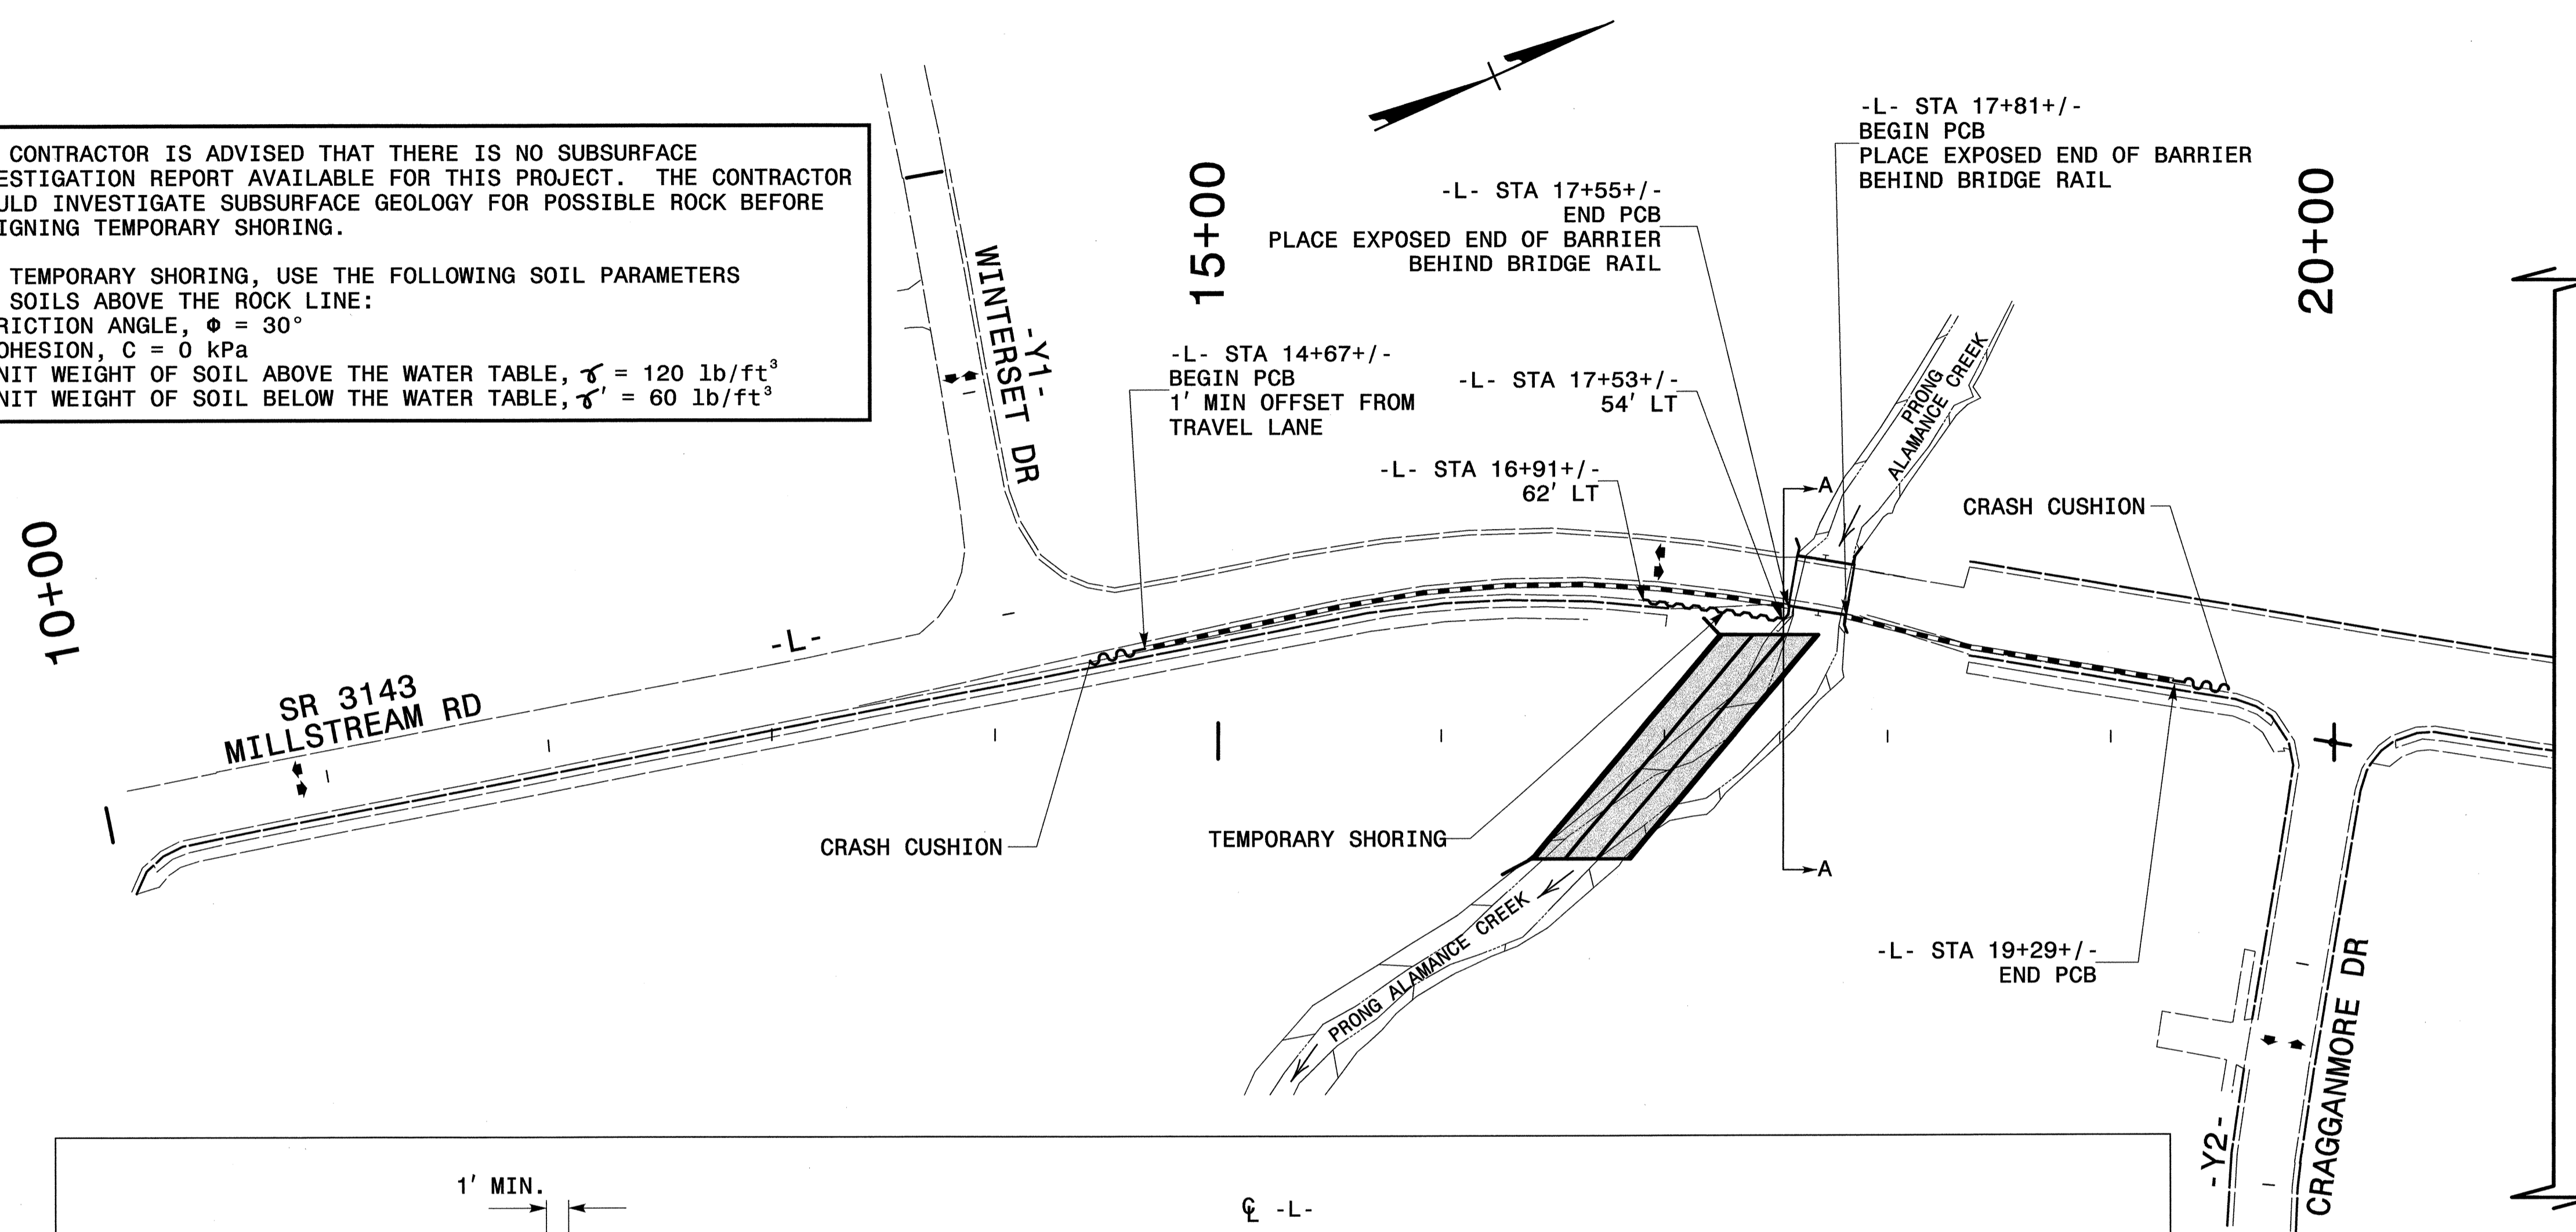 CONTRACTOR IS ADVISED THAT THERE IS NO SUBSURFACE
ESTIGATION REPORT AVAILABLE FOR THIS PROJECT. THE CONTRACTOR
ULD INVESTIGATE SUBSURFACE GEOLOGY FOR POSSIBLE ROCK BEFORE
IGNING TEMPORARY SHORING.
TEMPORARY SHORING, USE THE FOLLOWING SOIL PARAMETERS
SOILS ABOVE THE ROCK LINE:
RICTION ANGLE, Φ = 30°
OHESION, C = 0 kPa
NIT WEIGHT OF SOIL ABOVE THE WATER TABLE, γ = 120 lb/ft³
NIT WEIGHT OF SOIL BELOW THE WATER TABLE, γ' = 60 lb/ft³
10+00
SR 3143
MILLSTREAM RD
-L-
-Y1-
WINTERSET DR
15+00
-L- STA 14+67+/-
BEGIN PCB
1' MIN OFFSET FROM
TRAVEL LANE
-L- STA 17+55+/-
END PCB
PLACE EXPOSED END OF BARRIER
BEHIND BRIDGE RAIL
-L- STA 17+53+/-
54' LT
-L- STA 16+91+/-
62' LT
-L- STA 17+81+/-
BEGIN PCB
PLACE EXPOSED END OF BARRIER
BEHIND BRIDGE RAIL
20+00
PRONG
ALAMANCE CREEK
A
CRASH CUSHION
CRASH CUSHION
TEMPORARY SHORING
A
PRONG ALAMANCE CREEK
-L- STA 19+29+/-
END PCB
-Y2-
CRAGGANMORE DR
1' MIN.
℄ -L-